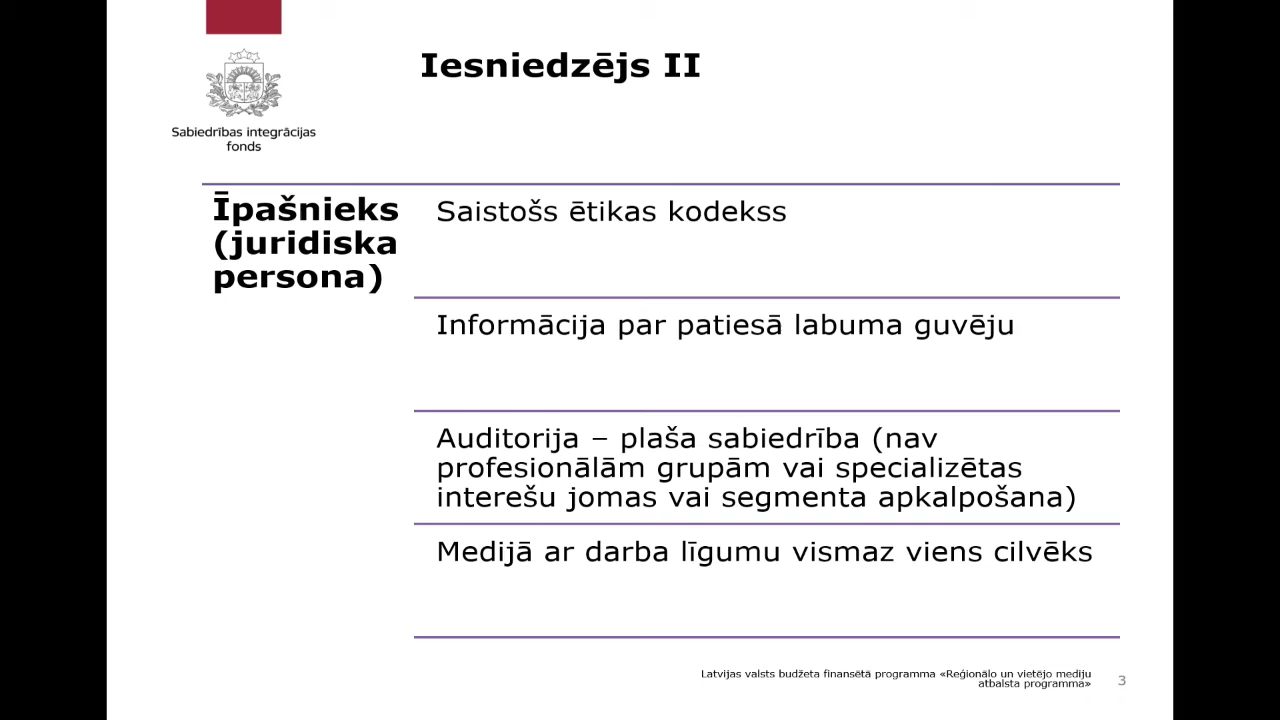 Iesniedzējs II
Sabiedrības integrācijas
fonds
Īpašnieks
(juridiska
persona)
Saistošs ētikas kodekss
Informācija par patiesā labuma guvēju
Auditorija – plaša sabiedrība (nav
profesionālām grupām vai specializētas
interešu jomas vai segmenta apkalpošana)
Medijā ar darba līgumu vismaz viens cilvēks
Latvijas valsts budžeta finansētā programma «Reģionālo un vietējo mediju
atbalsta programma»
3